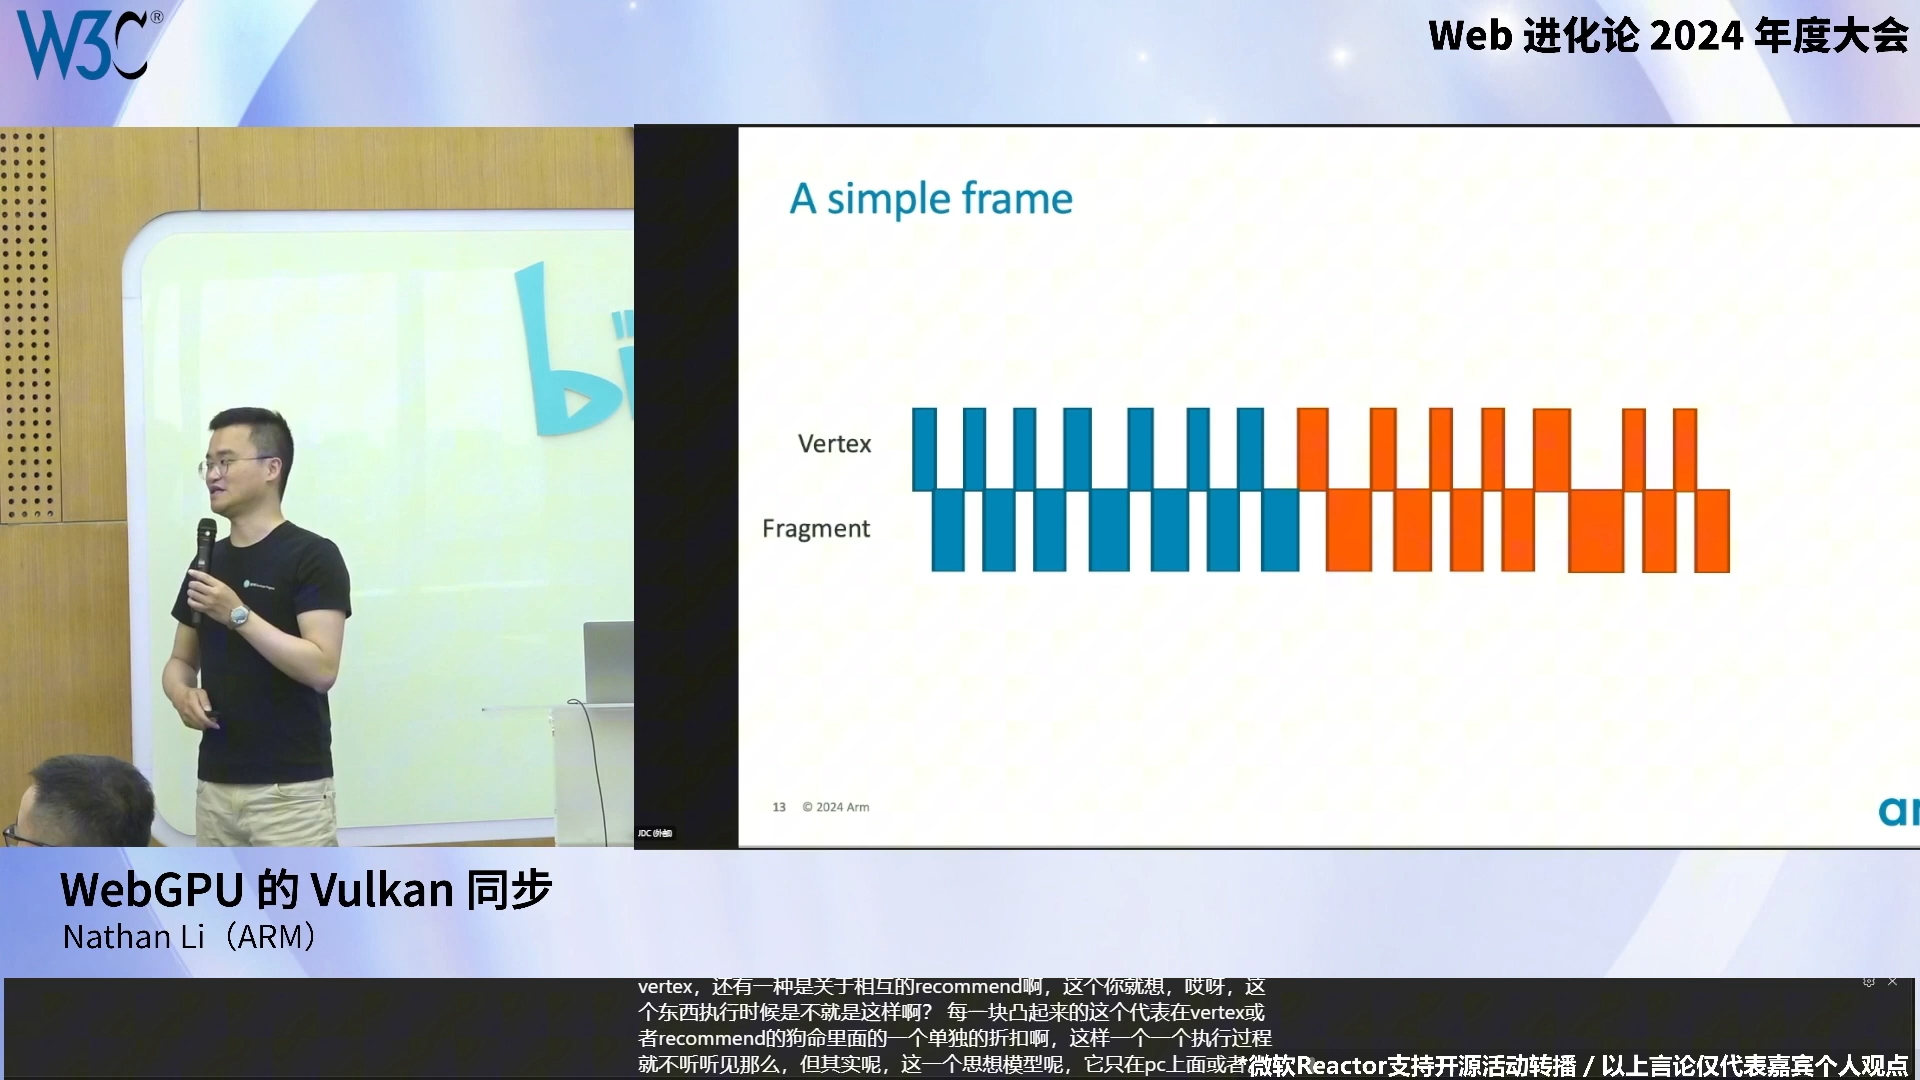 W3C®
Web 进化论 2024 年度大会
A simple frame
Vertex
Fragment
13 © 2024 Arm
JDC (外部)
WebGPU 的 Vulkan 同步
Nathan Li（ARM）
vertex，还有一种是关于相互的recommend啊，这个你就想，哎呀，这
个东西执行时候是不就是这样啊？ 每一块凸起来的这个代表在vertex或
者recommend的狗命里面的一个单独的折扣啊，这样一个一个执行过程
就不听听见那么，但其实呢，这一个思想模型呢，它只在pc上面或者
*微软Reactor支持开源活动转播 / 以上言论仅代表嘉宾个人观点